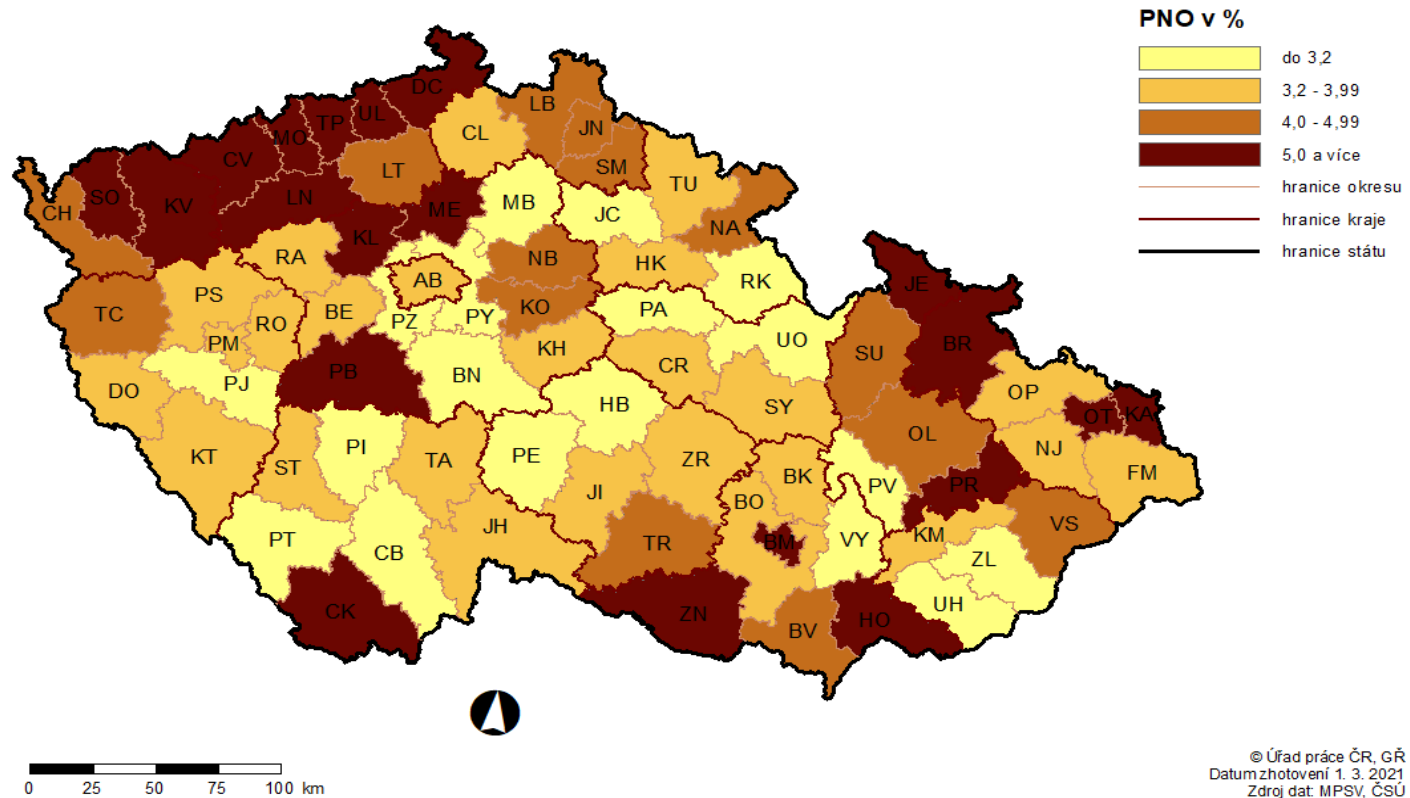 PNO v %
do 3,2
3,2 - 3,99
4,0 - 4,99
5,0 a více
hranice okresu
hranice kraje
hranice státu
DC
LB
UL
TP
JN
CL
MO
CV
LT
SM
TU
SO
KV
LN
ME
MB
JC
CH
KL
NA
RA
NB
HK
AB
RK
JE
TC
PS
BE
KO
PA
RO
PZ
PY
UO
PM
KH
SU
BR
CR
PB
BN
DO
PJ
OP
HB
SY
OT
KA
OL
PI
KT
ST
TA
PE
ZR
NJ
FM
BK
JI
PV
PR
BO
JH
VS
PT
CB
TR
BM
VY
KM
ZL
CK
ZN
UH
HO
BV
0 25 50 75 100 km
© Úřad práce ČR, GŘ
Datum zhotovení 1. 3. 2021
Zdroj dat: MPSV, ČSÚ